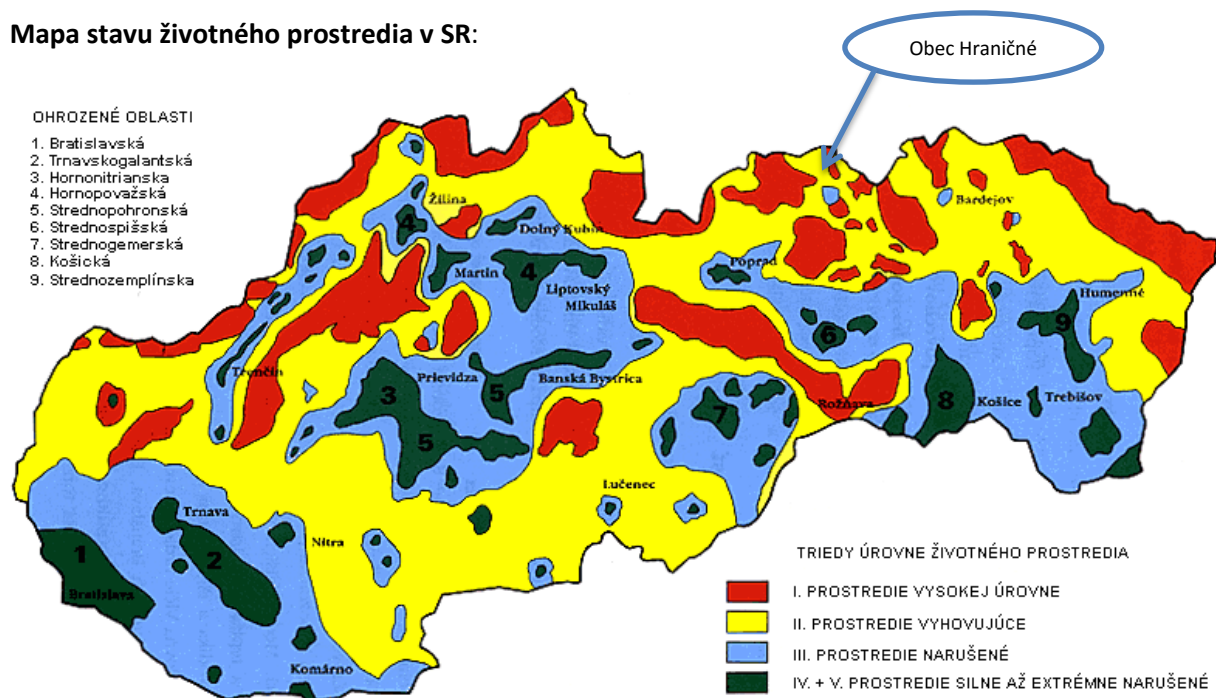 Mapa stavu životného prostredia v SR:
Obec Hraničné
OHROZENÉ OBLASTI
1. Bratislavská
2. Trnavskogalantská
3. Hornonitrianska
4. Hornopovažská
5. Strednopohronská
6. Strednospišská
7. Strednogemerská
8. Košická
9. Strednozemplínska
Žilina
4
Dolný Kubín
Bardejov
Martin
4
Liptovský
Mikuláš
Poprad
Humenné
6
9
Trenčín
3
Prievidza
5
Banská Bystrica
7
Rožňava
8
Košice
Trebišov
5
Lučenec
Trnava
Nitra
1
2
Bratislava
Komárno
TRIEDY ÚROVNE ŽIVOTNÉHO PROSTREDIA
I. PROSTREDIE VYSOKEJ ÚROVNE
II. PROSTREDIE VYHOVUJÚCE
III. PROSTREDIE NARUŠENÉ
IV. + V. PROSTREDIE SILNE AŽ EXTRÉMNE NARUŠENÉ